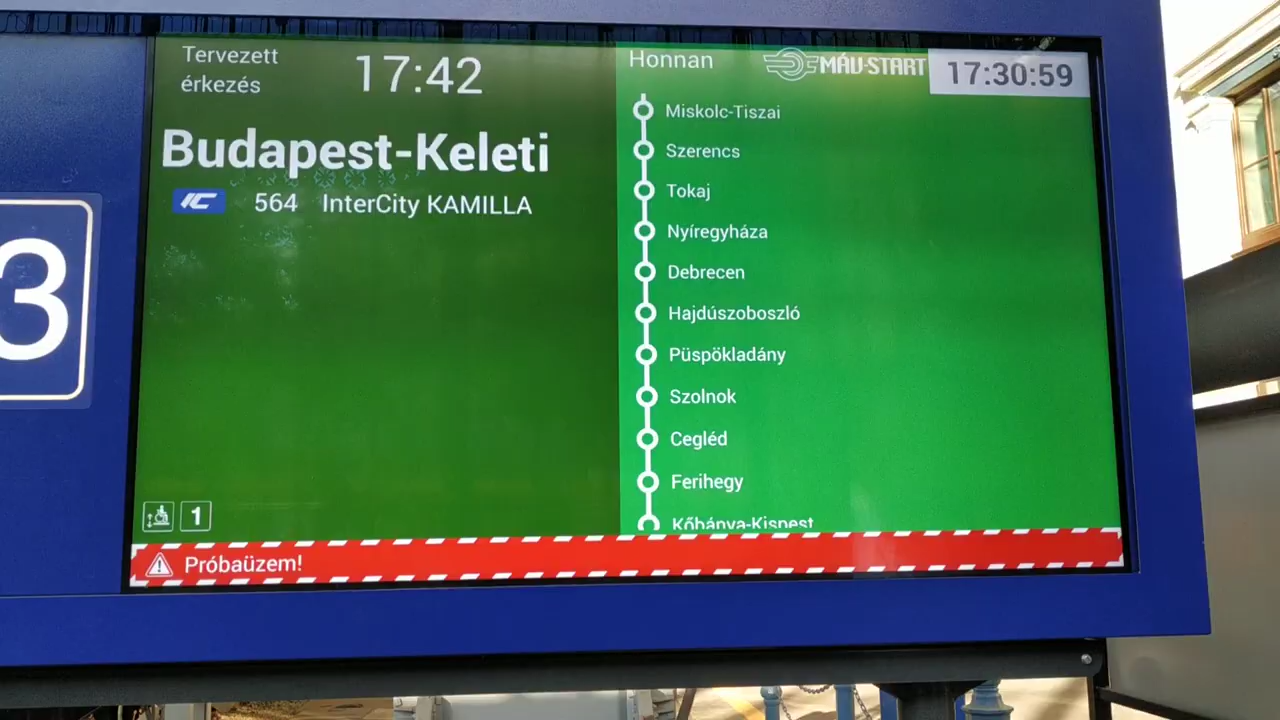 3
Tervezett
érkezés
17:42
Budapest-Keleti
IC 564 InterCity KAMILLA
1
Honnan
MÁV-START
17:30:59
Miskolc-Tiszai
Szerencs
Tokaj
Nyíregyháza
Debrecen
Hajdúszoboszló
Püspökladány
Szolnok
Cegléd
Ferihegy
Kőbánya-Kispest
Próbaüzem!